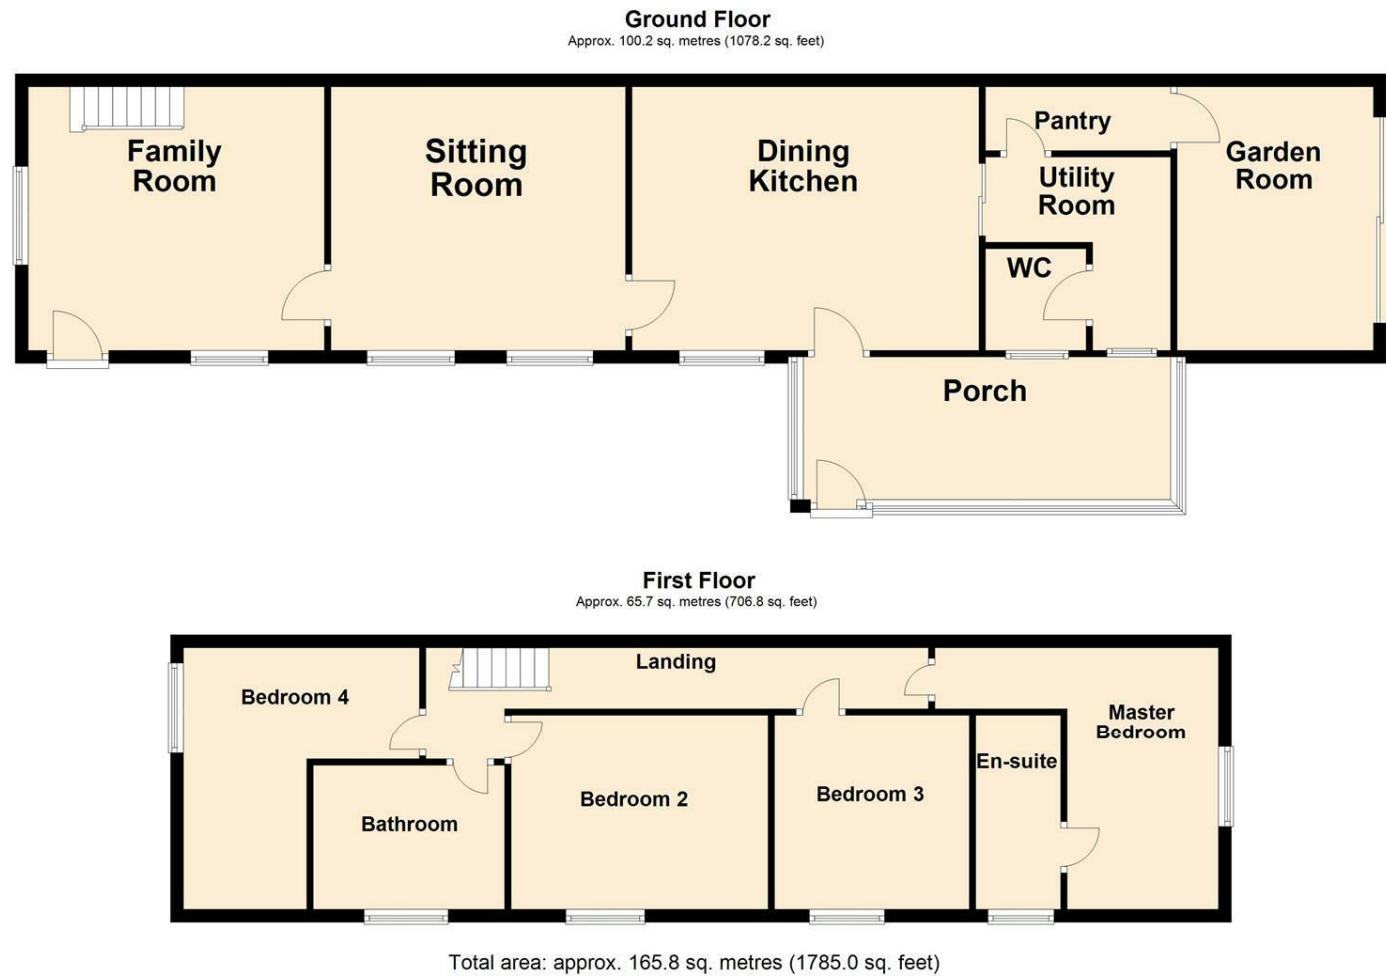 Ground Floor
Approx. 100.2 sq. metres (1078.2 sq. feet)
Family
Room
Sitting
Room
Dining
Kitchen
Pantry
Utility
Room
Garden
Room
WC
Porch
First Floor
Approx. 65.7 sq. metres (706.8 sq. feet)
Landing
Bedroom 4
Master
Bedroom
En-suite
Bedroom 2
Bedroom 3
Bathroom
Total area: approx. 165.8 sq. metres (1785.0 sq. feet)